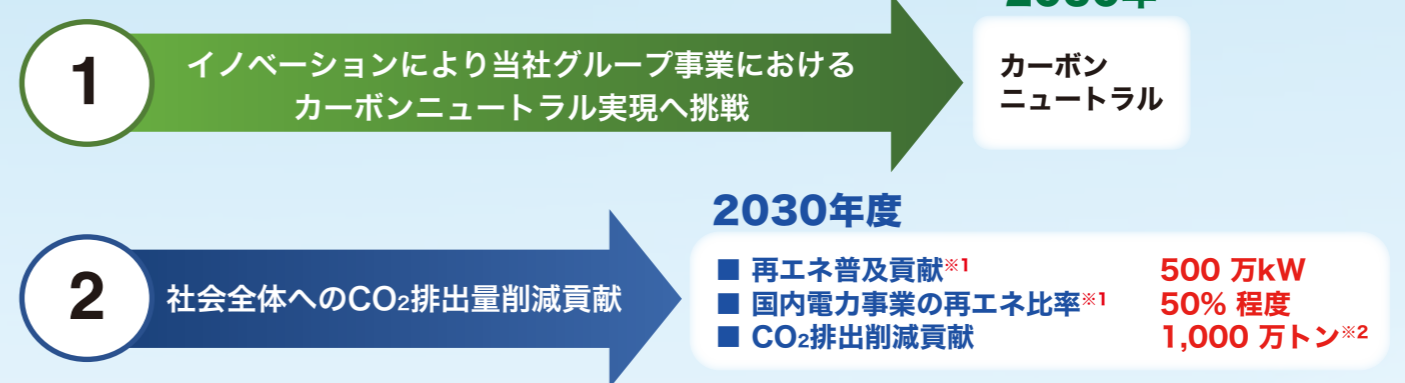 1
イノベーションにより当社グループ事業における
カーボンニュートラル実現へ挑戦
カーボン
ニュートラル
2030年度
2
社会全体へのCO₂排出量削減貢献
■ 再エネ普及貢献※1 500 万kW
■ 国内電力事業の再エネ比率※1 50% 程度
■ CO₂排出削減貢献 1,000 万トン※2